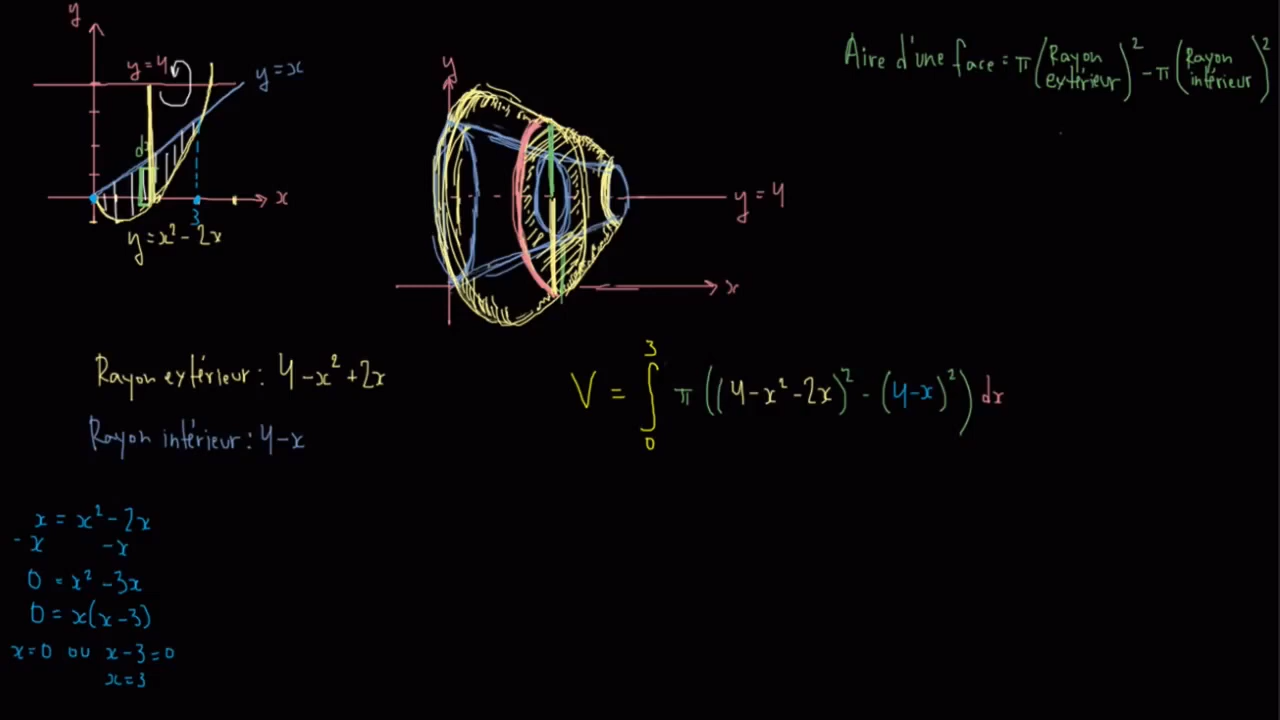 y
y=4
y=x
dx
x
3
y=x²-2x
y
y=4
x
Aire d'une face = π(Rayon extérieur)² - π(Rayon intérieur)²
Rayon extérieur: 4-x²+2x
Rayon intérieur: 4-x
V = ∫₀³ π((4-x²-2x)² - (4-x)²) dx
x = x²-2x
-x -x
0 = x²-3x
0 = x(x-3)
x=0 ou x-3=0
x=3